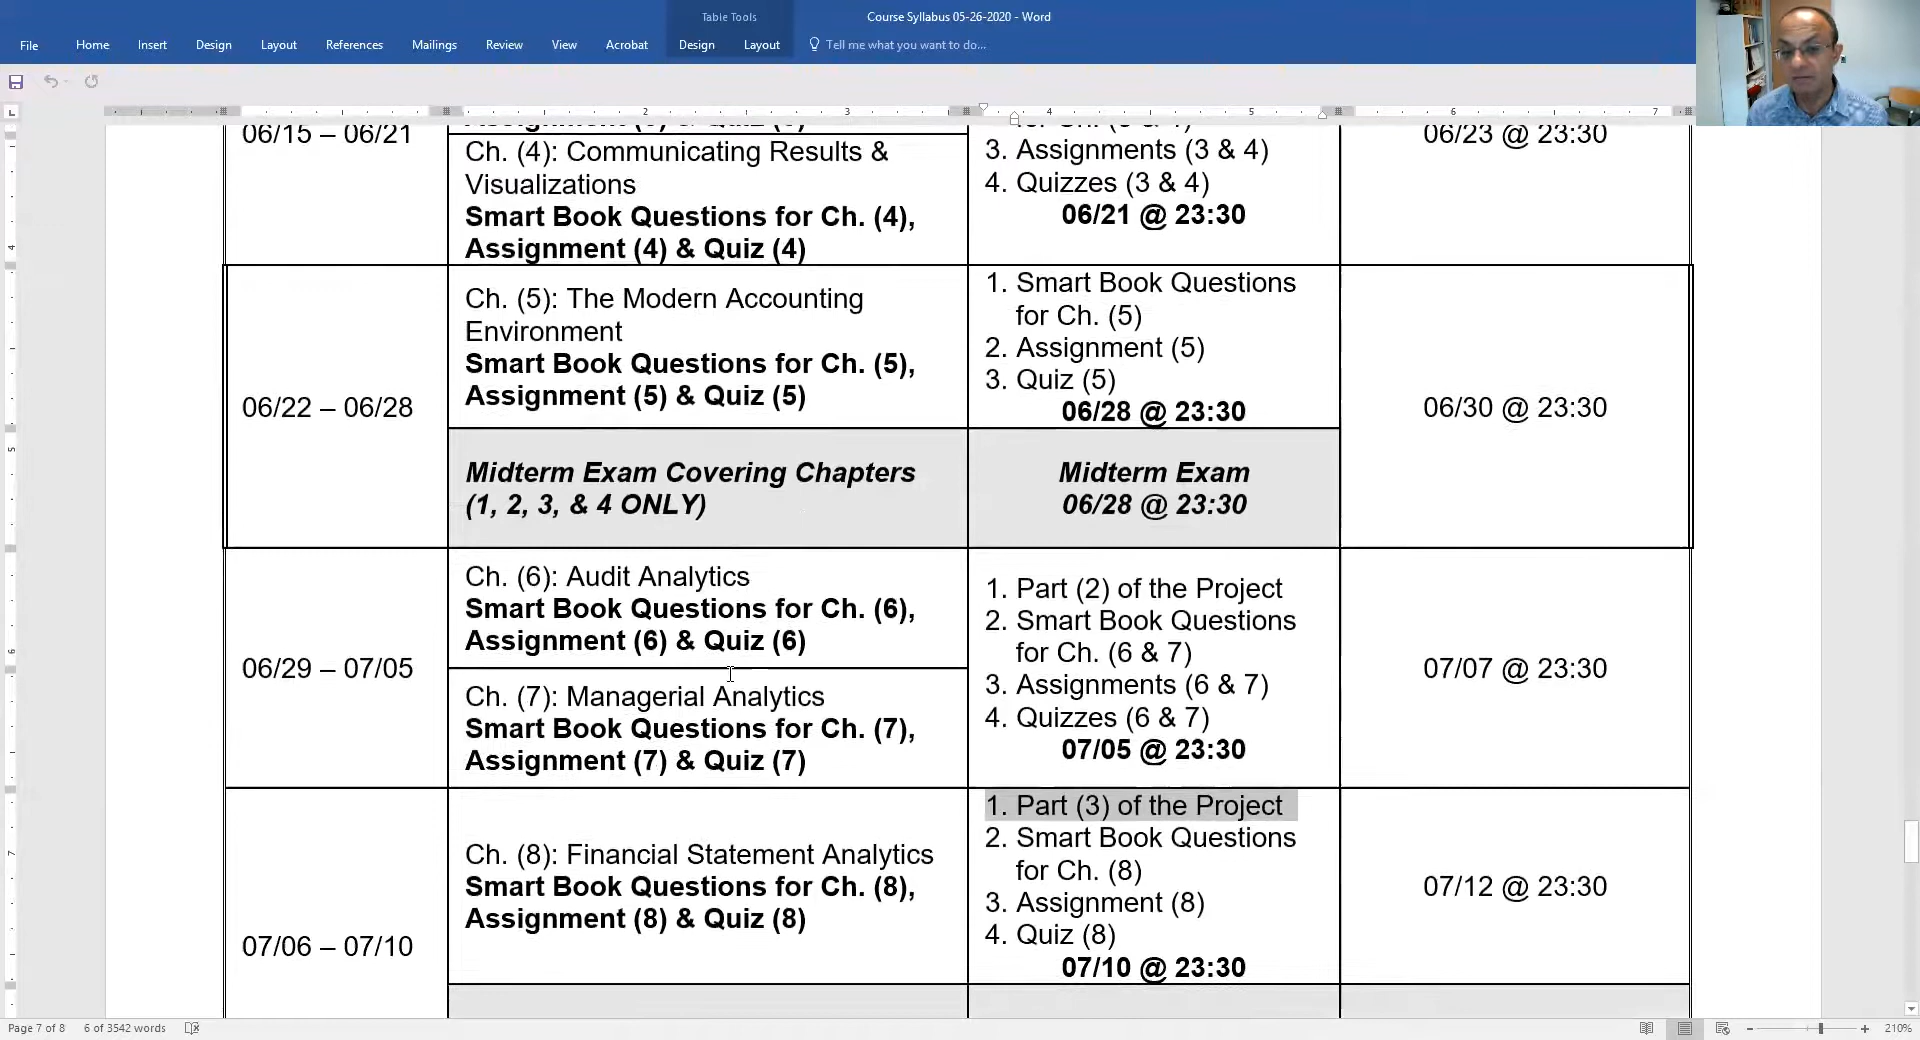 Table Tools
Course Syllabus 05-26-2020 - Word
File Home Insert Design Layout References Mailings Review View Acrobat Design Layout Tell me what you want to do...
2 3 4 5 6 7
06/15 – 06/21
Ch. (4): Communicating Results &
Visualizations
Smart Book Questions for Ch. (4),
Assignment (4) & Quiz (4)
3. Assignments (3 & 4)
4. Quizzes (3 & 4)
06/21 @ 23:30
06/23 @ 23:30
06/22 – 06/28
Ch. (5): The Modern Accounting
Environment
Smart Book Questions for Ch. (5),
Assignment (5) & Quiz (5)
1. Smart Book Questions
for Ch. (5)
2. Assignment (5)
3. Quiz (5)
06/28 @ 23:30
06/30 @ 23:30
Midterm Exam Covering Chapters
(1, 2, 3, & 4 ONLY)
Midterm Exam
06/28 @ 23:30
06/29 – 07/05
Ch. (6): Audit Analytics
Smart Book Questions for Ch. (6),
Assignment (6) & Quiz (6)
Ch. (7): Managerial Analytics
Smart Book Questions for Ch. (7),
Assignment (7) & Quiz (7)
1. Part (2) of the Project
2. Smart Book Questions
for Ch. (6 & 7)
3. Assignments (6 & 7)
4. Quizzes (6 & 7)
07/05 @ 23:30
07/07 @ 23:30
07/06 – 07/10
Ch. (8): Financial Statement Analytics
Smart Book Questions for Ch. (8),
Assignment (8) & Quiz (8)
1. Part (3) of the Project
2. Smart Book Questions
for Ch. (8)
3. Assignment (8)
4. Quiz (8)
07/10 @ 23:30
07/12 @ 23:30
4
5
6
7
Page 7 of 8 6 of 3542 words
210%